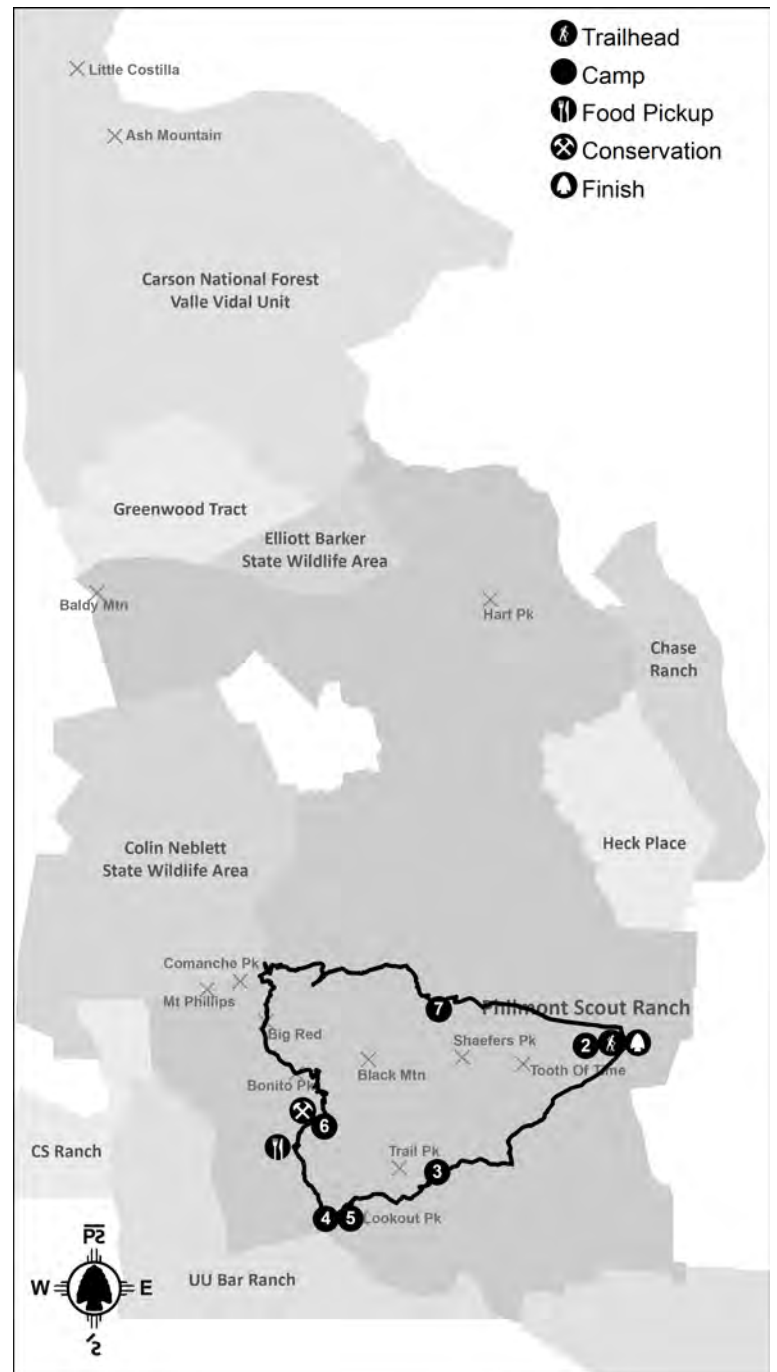 Trailhead
Camp
Food Pickup
Conservation
Finish
Little Costilla
Ash Mountain
Carson National Forest
Valle Vidal Unit
Greenwood Tract
Elliott Barker
State Wildlife Area
Baldy Mtn
Hart Pk
Chase
Ranch
Heck Place
Colin Neblett
State Wildlife Area
Comanche Pk
Mt Phillips
Big Red
7
Philmont Scout Ranch
2
Shaefers Pk
Tooth Of Time
Black Mtn
Bonito Pk
6
Trail Pk
3
CS Ranch
4
5
Lookout Pk
UU Bar Ranch
W
E